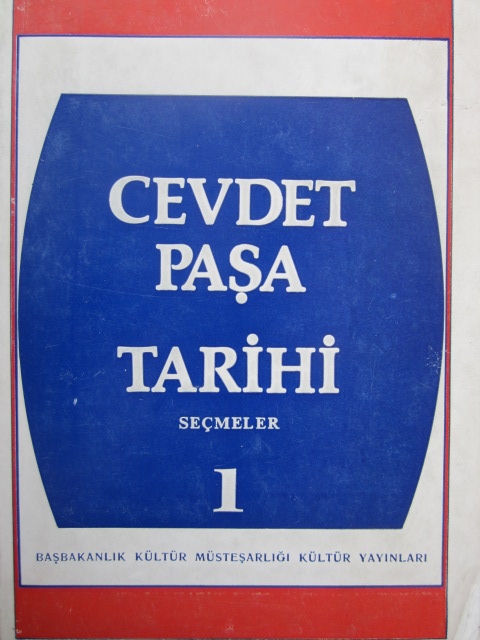 CEVDET
PAŞA
TARİHİ
SEÇMELER
1
BAŞBAKANLIK KÜLTÜR MÜSTEŞARLIĞI KÜLTÜR YAYINLARI